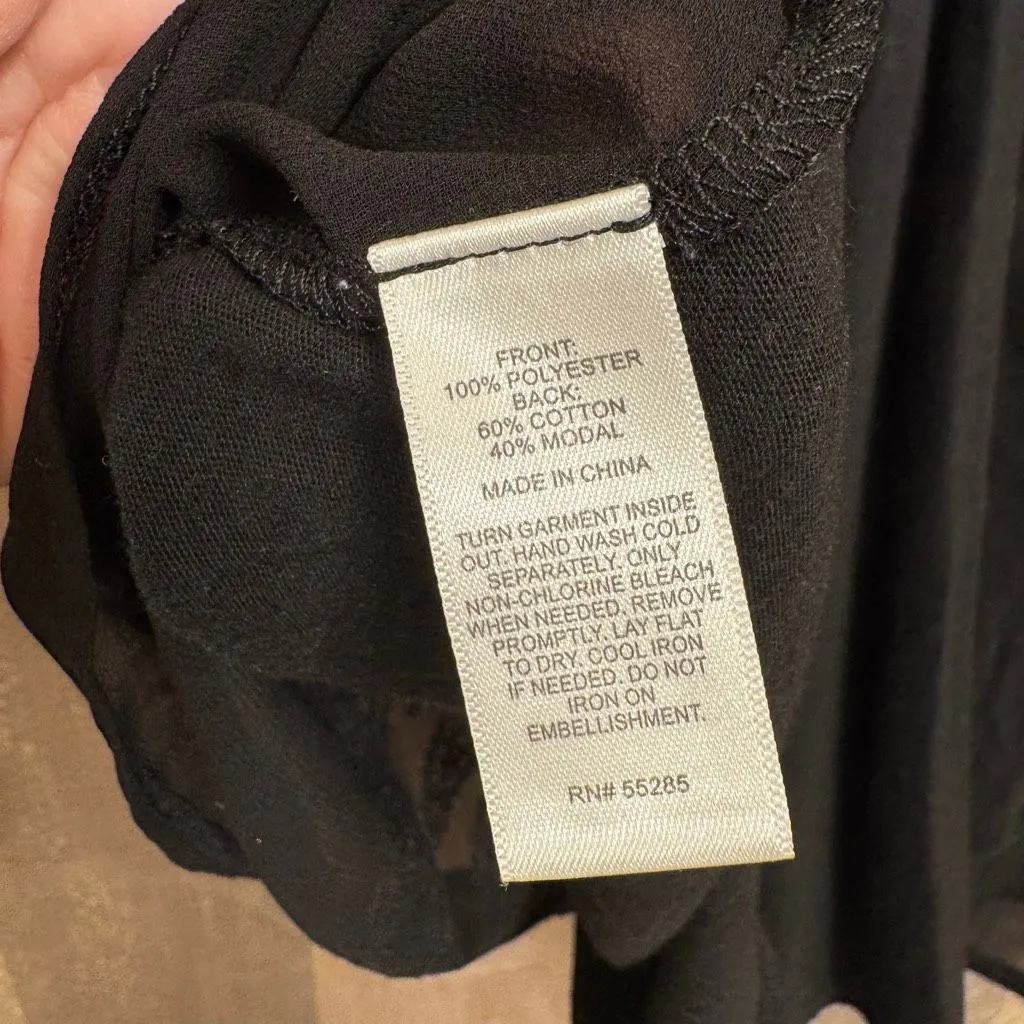 FRONT:
100% POLYESTER
BACK:
60% COTTON
40% MODAL
MADE IN CHINA
TURN GARMENT INSIDE
OUT. HAND WASH COLD
SEPARATELY. ONLY
NON-CHLORINE BLEACH
WHEN NEEDED. REMOVE
PROMPTLY. LAY FLAT
TO DRY. COOL IRON
IF NEEDED. DO NOT
IRON ON
EMBELLISHMENT.
RN# 55285